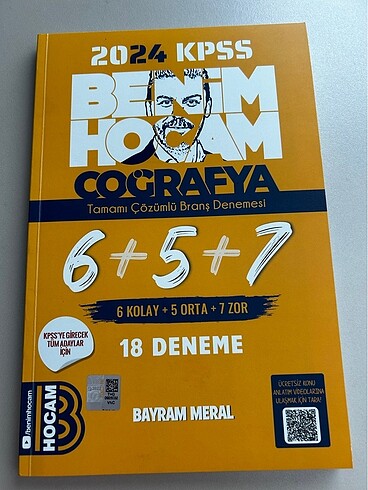 2024 KPSS
BENİM
HOCAM
COĞRAFYA
Tamamı Çözümlü Branş Denemesi
6+5+7
6 KOLAY + 5 ORTA + 7 ZOR
KPSS'YE GİRECEK
TÜM ADAYLAR
İÇİN
18 DENEME
ÜCRETSİZ KONU
ANLATIM VİDEOLARINA
ULAŞMAK İÇİN TARA!
/benimhocam
HOCAM
B
BAYRAM MERAL